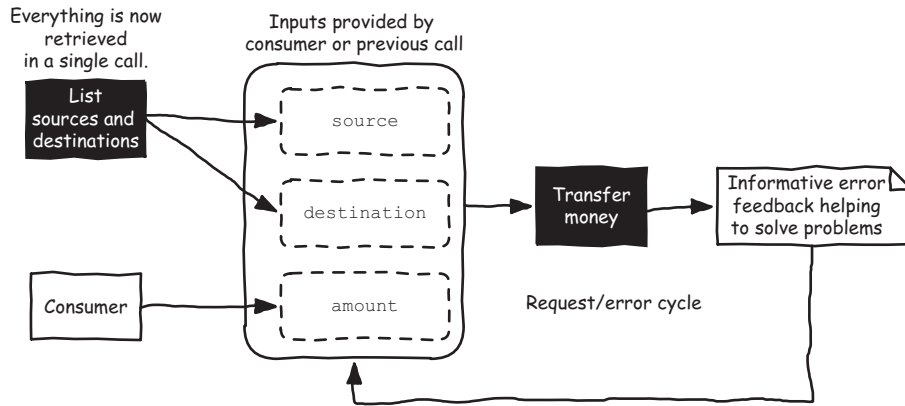 Everything is now
retrieved
in a single call.
Inputs provided by
consumer or previous call
List
sources and
destinations
source
destination
amount
Consumer
Transfer
money
Informative error
feedback helping
to solve problems
Request/error cycle